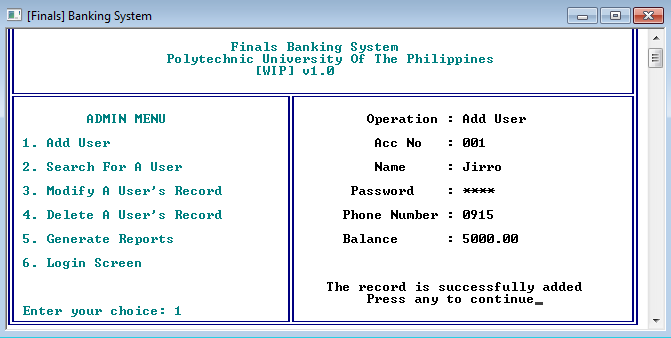 [Finals] Banking System
Finals Banking System
Polytechnic University Of The Philippines
[WIP] v1.0
ADMIN MENU
1. Add User
2. Search For A User
3. Modify A User's Record
4. Delete A User's Record
5. Generate Reports
6. Login Screen
Enter your choice: 1
Operation : Add User
Acc No : 001
Name : Jirro
Password : ****
Phone Number : 0915
Balance : 5000.00
The record is successfully added
Press any to continue_